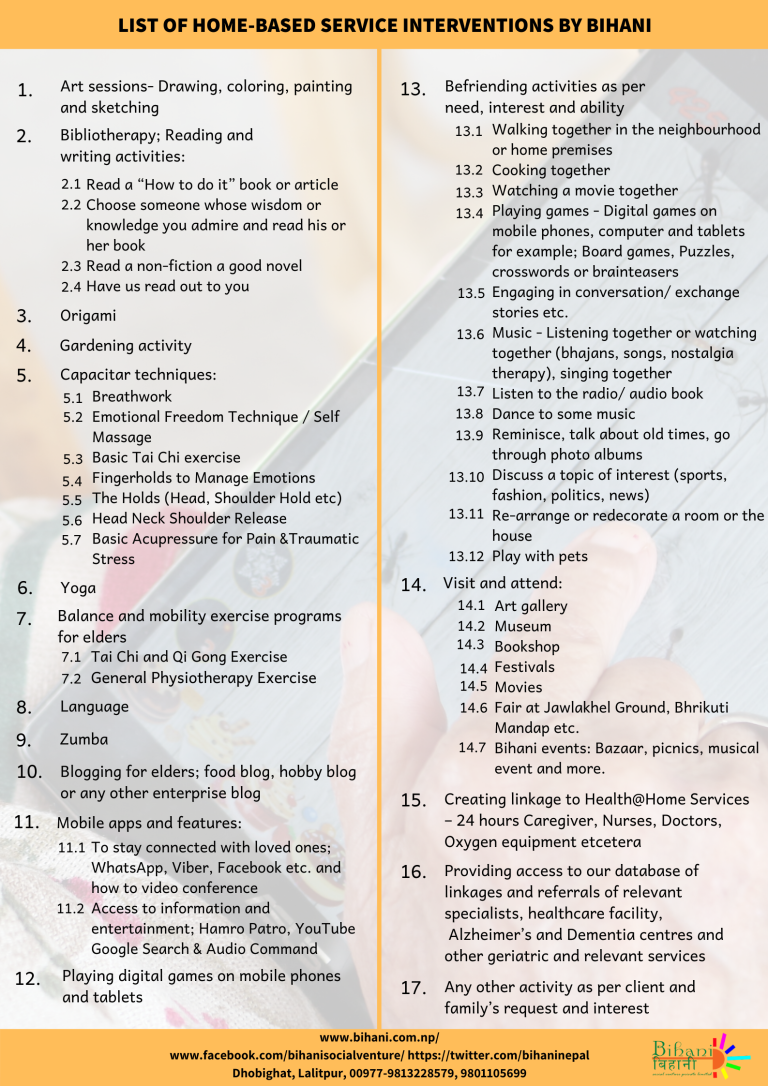 LIST OF HOME-BASED SERVICE INTERVENTIONS BY BIHANI
1. Art sessions- Drawing, coloring, painting
and sketching
2. Bibliotherapy; Reading and
writing activities:
2.1 Read a “How to do it” book or article
2.2 Choose someone whose wisdom or
knowledge you admire and read his or
her book
2.3 Read a non-fiction a good novel
2.4 Have us read out to you
3. Origami
4. Gardening activity
5. Capacitar techniques:
5.1 Breathwork
5.2 Emotional Freedom Technique / Self
Massage
5.3 Basic Tai Chi exercise
5.4 Fingerholds to Manage Emotions
5.5 The Holds (Head, Shoulder Hold etc)
5.6 Head Neck Shoulder Release
5.7 Basic Acupressure for Pain &Traumatic
Stress
6. Yoga
7. Balance and mobility exercise programs
for elders
7.1 Tai Chi and Qi Gong Exercise
7.2 General Physiotherapy Exercise
8. Language
9. Zumba
10. Blogging for elders; food blog, hobby blog
or any other enterprise blog
11. Mobile apps and features:
11.1 To stay connected with loved ones;
WhatsApp, Viber, Facebook etc. and
how to video conference
11.2 Access to information and
entertainment; Hamro Patro, YouTube
Google Search & Audio Command
12. Playing digital games on mobile phones
and tablets
13. Befriending activities as per
need, interest and ability
13.1 Walking together in the neighbourhood
or home premises
13.2 Cooking together
13.3 Watching a movie together
13.4 Playing games - Digital games on
mobile phones, computer and tablets
for example; Board games, Puzzles,
crosswords or brainteasers
13.5 Engaging in conversation/ exchange
stories etc.
13.6 Music - Listening together or watching
together (bhajans, songs, nostalgia
therapy), singing together
13.7 Listen to the radio/ audio book
13.8 Dance to some music
13.9 Reminisce, talk about old times, go
through photo albums
13.10 Discuss a topic of interest (sports,
fashion, politics, news)
13.11 Re-arrange or redecorate a room or the
house
13.12 Play with pets
14. Visit and attend:
14.1 Art gallery
14.2 Museum
14.3 Bookshop
14.4 Festivals
14.5 Movies
14.6 Fair at Jawlakhel Ground, Bhrikuti
Mandap etc.
14.7 Bihani events: Bazaar, picnics, musical
event and more.
15. Creating linkage to Health@Home Services
– 24 hours Caregiver, Nurses, Doctors,
Oxygen equipment etcetera
16. Providing access to our database of
linkages and referrals of relevant
specialists, healthcare facility,
Alzheimer’s and Dementia centres and
other geriatric and relevant services
17. Any other activity as per client and
family’s request and interest
www.bihani.com.np/
www.facebook.com/bihanisocialventure/ https://twitter.com/bihaninepal
Dhobighat, Lalitpur, 00977-9813228579, 9801105699
Bihani
बिहानी